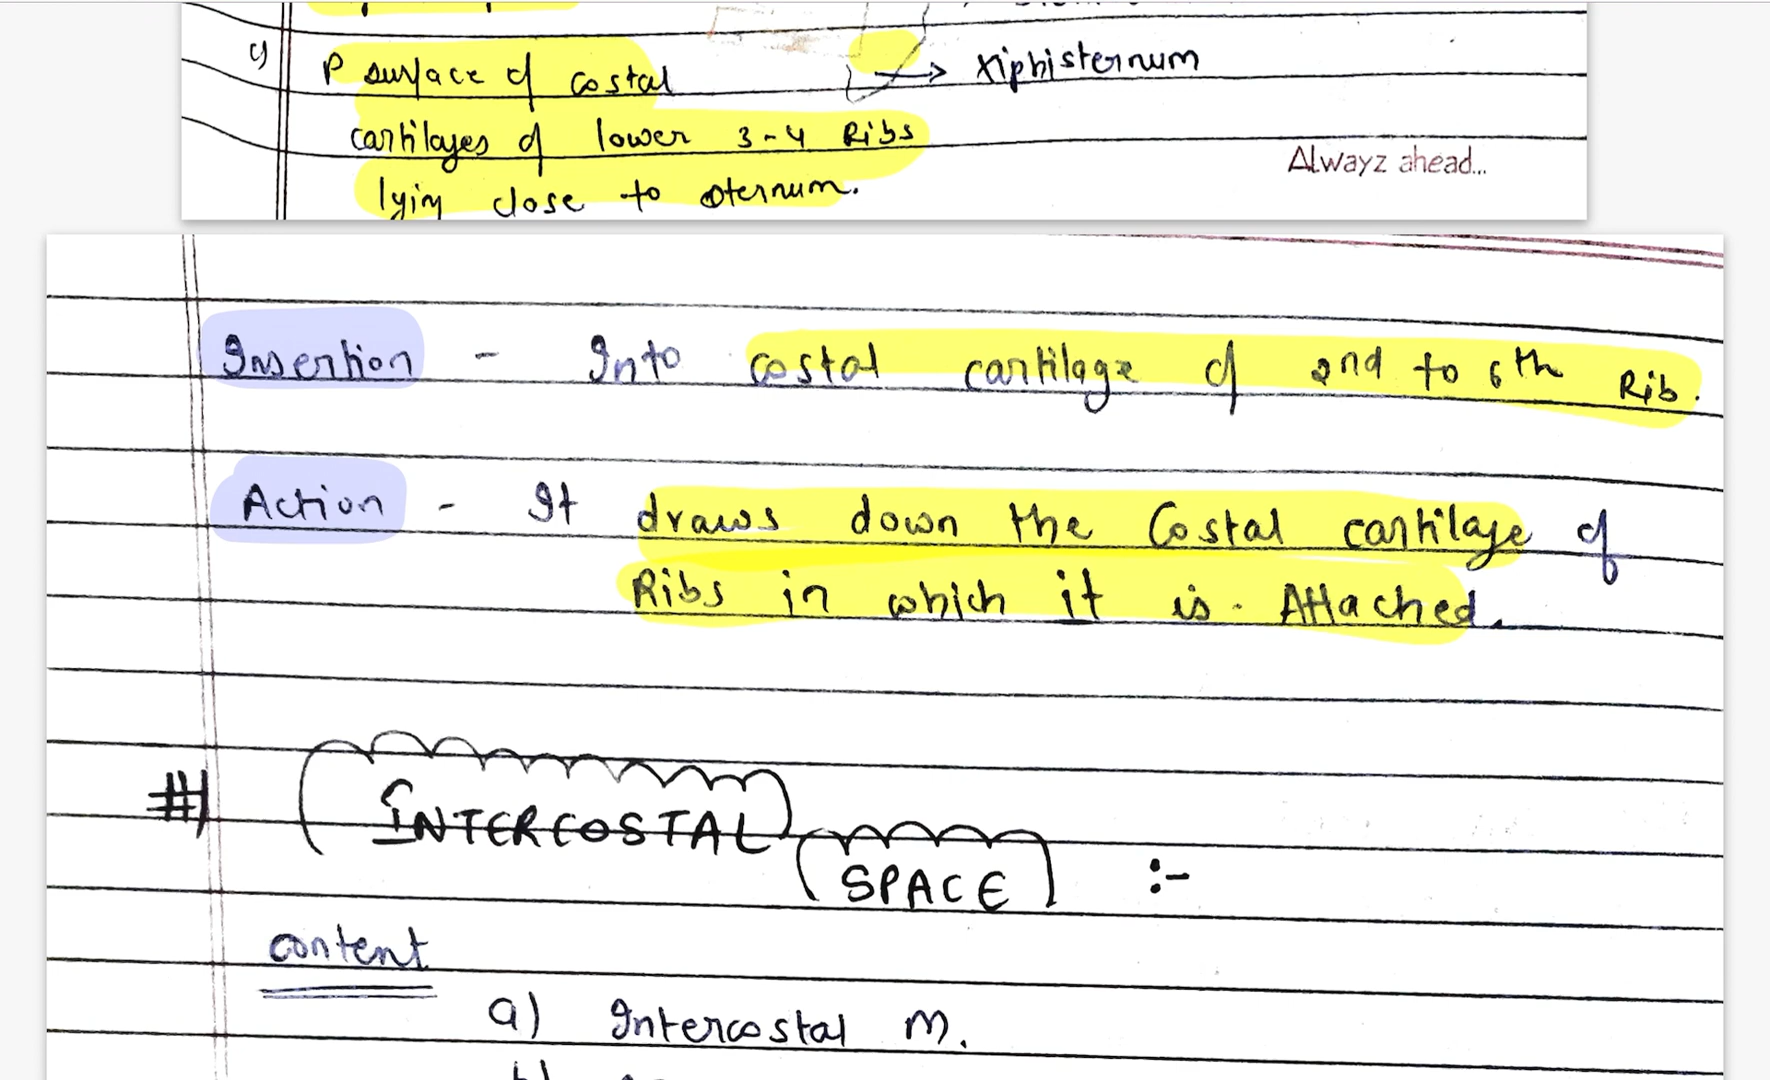 c) P surface of costal → Xiphisternum
cartilages of lower 3-4 Ribs
lying close to sternum.
Alwayz ahead...
Insertion - Into costal cartilage of 2nd to 6th Rib.
Action - It draws down the Costal cartilage of
Ribs in which it is Attached.
#) INTERCOSTAL
SPACE :-
content
a) Intercostal M.